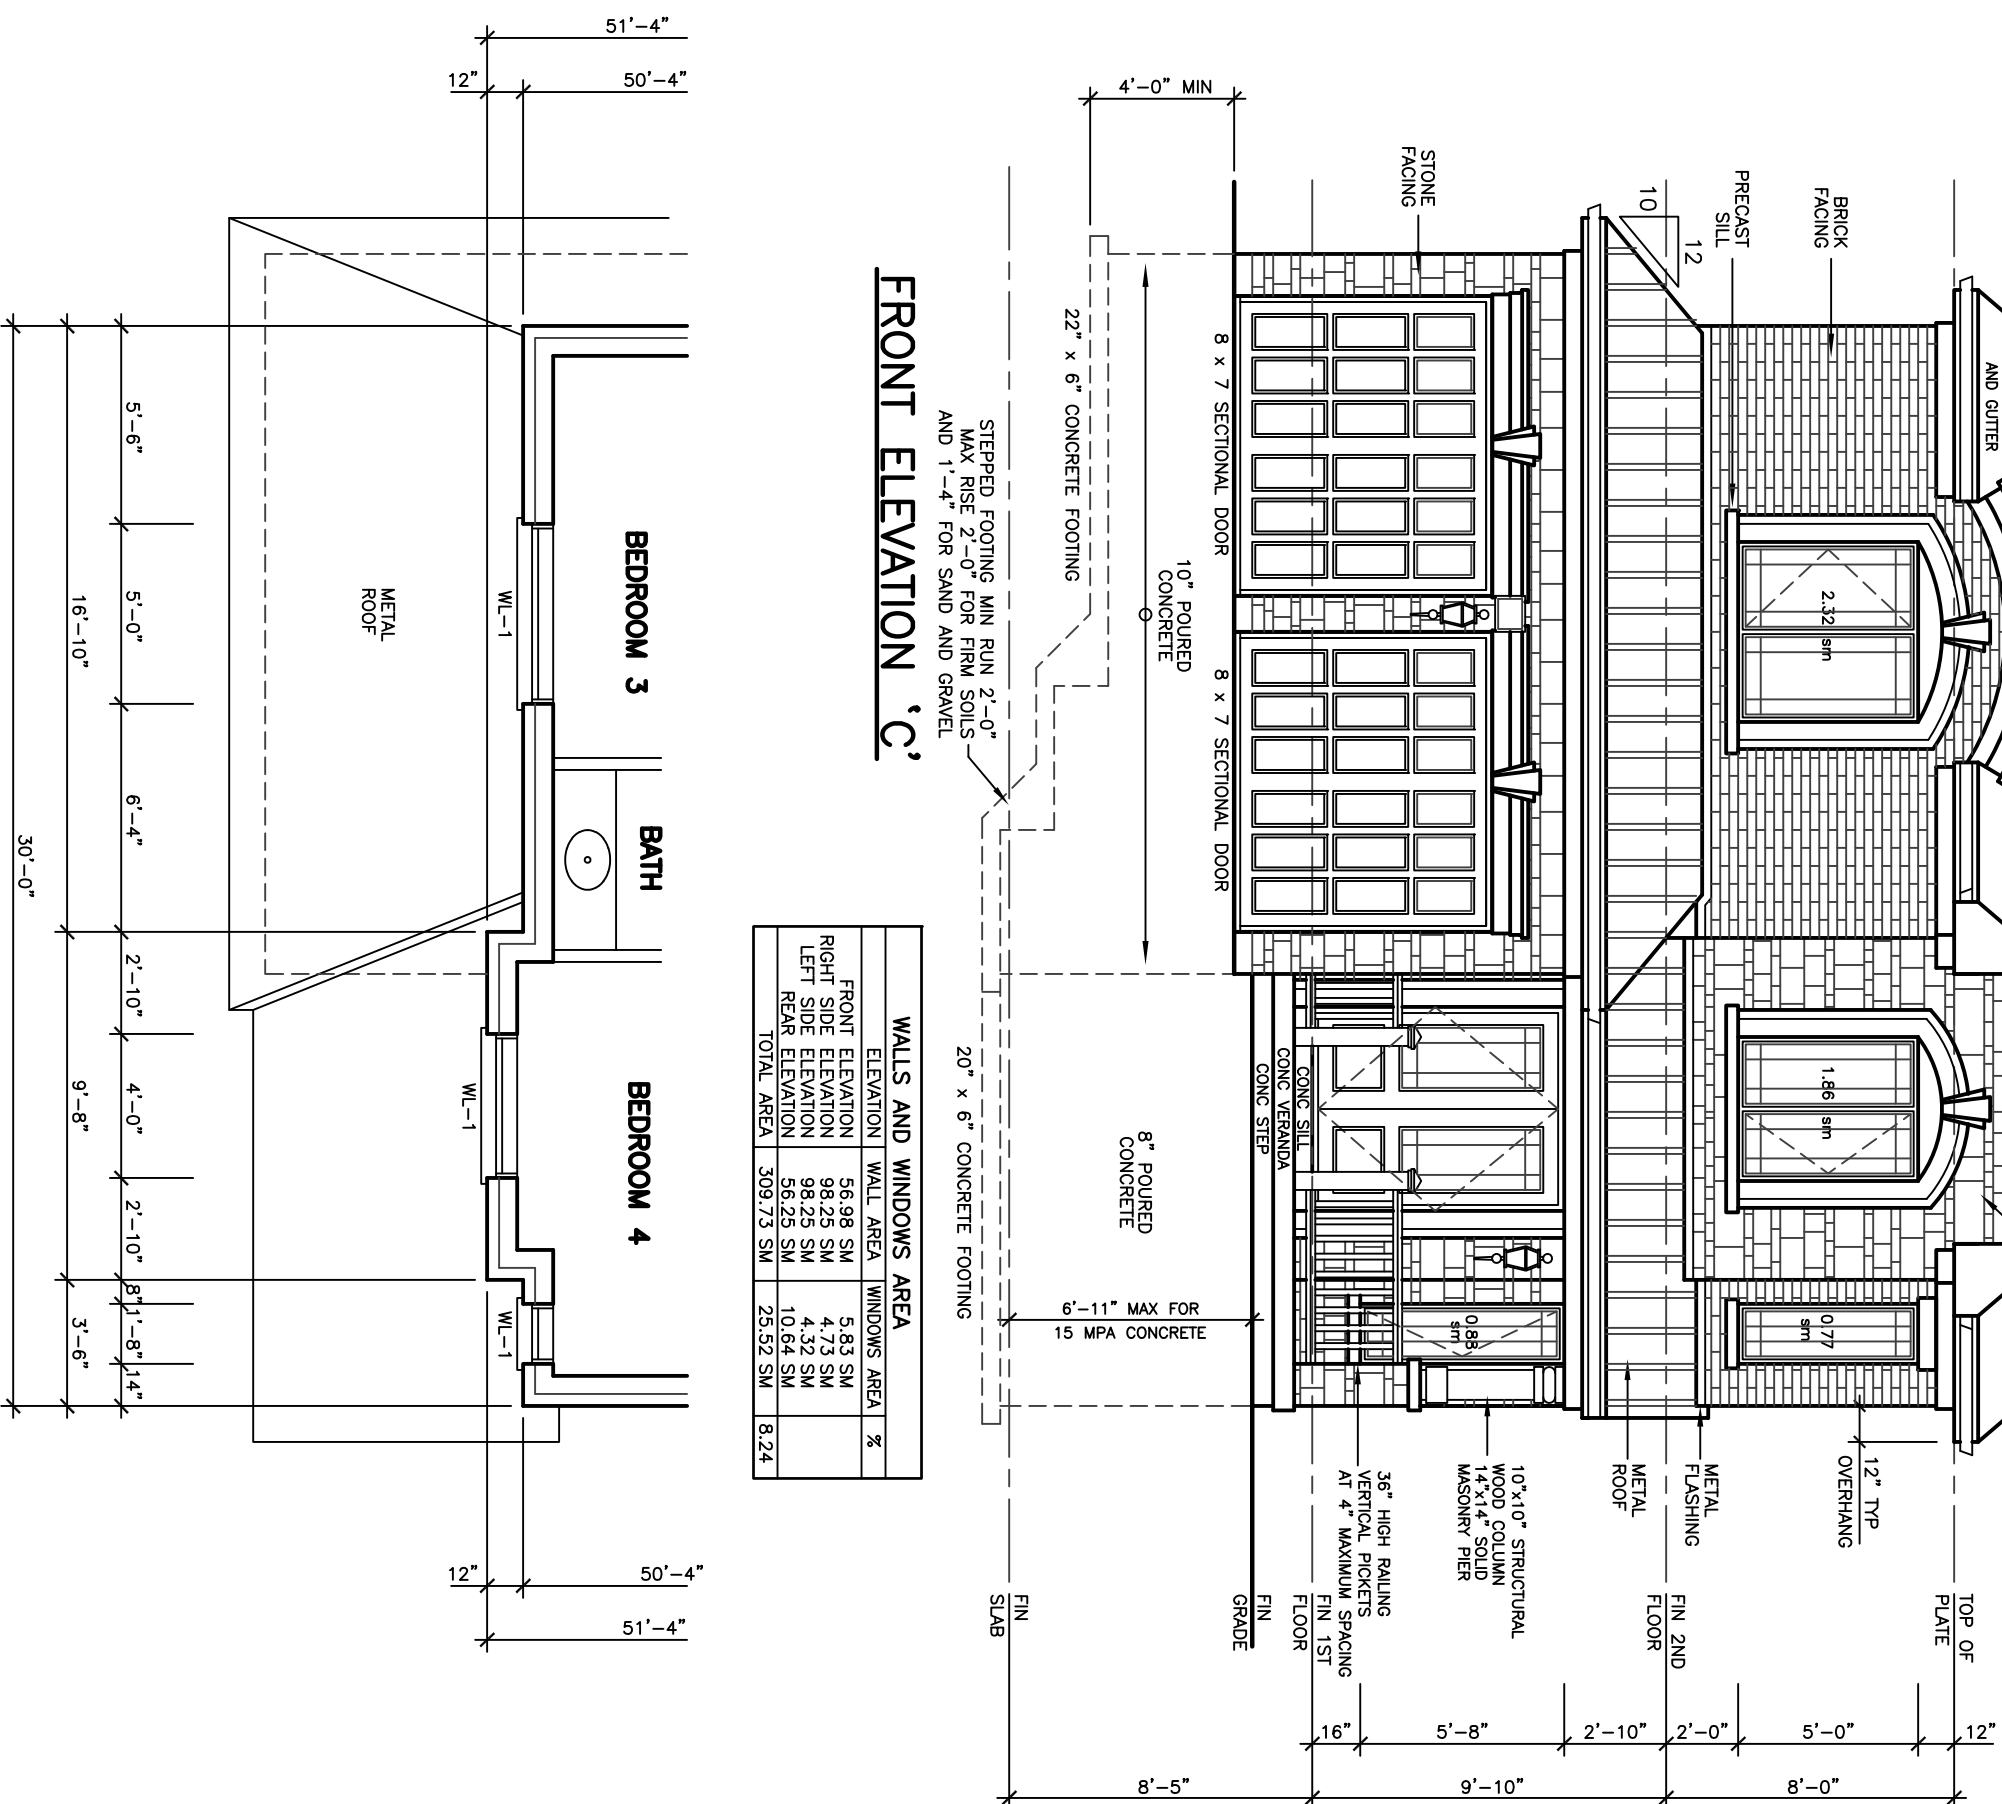 AND GUTTER
BRICK
FACING
PRECAST
SILL
12
10
STONE
FACING
4'-0" MIN
2.32 sm
1.86 sm
0.77
sm
0.88
sm
12" TYP
OVERHANG
METAL
FLASHING
METAL
ROOF
10"x10" STRUCTURAL
WOOD COLUMN
14"x14" SOLID
MASONRY PIER
36" HIGH RAILING
VERTICAL PICKETS
AT 4" MAXIMUM SPACING
TOP OF
PLATE
FIN 2ND
FLOOR
FIN 1ST
FLOOR
FIN
GRADE
FIN
SLAB
12"
5'-0"
2'-0"
2'-10"
5'-8"
16"
8'-0"
9'-10"
8'-5"
8 x 7 SECTIONAL DOOR
8 x 7 SECTIONAL DOOR
CONC SILL
CONC VERANDA
CONC STEP
10" POURED
CONCRETE
8" POURED
CONCRETE
6'-11" MAX FOR
15 MPA CONCRETE
22" x 6" CONCRETE FOOTING
20" x 6" CONCRETE FOOTING
STEPPED FOOTING MIN RUN 2'-0"
MAX RISE 2'-0" FOR FIRM SOILS
AND 1'-4" FOR SAND AND GRAVEL
FRONT ELEVATION 'C'
WALLS AND WINDOWS AREA
ELEVATION WALL AREA WINDOWS AREA %
FRONT ELEVATION 56.98 SM 5.83 SM
RIGHT SIDE ELEVATION 98.25 SM 4.73 SM
LEFT SIDE ELEVATION 98.25 SM 4.32 SM
REAR ELEVATION 56.25 SM 10.64 SM
TOTAL AREA 309.73 SM 25.52 SM 8.24
51'-4"
50'-4"
12"
BEDROOM 3
BATH
BEDROOM 4
WL-1
WL-1
WL-1
METAL
ROOF
50'-4"
12"
51'-4"
5'-6"
5'-0"
6'-4"
2'-10"
4'-0"
2'-10"
8"
1'-8"
14"
16'-10"
9'-8"
3'-6"
30'-0"